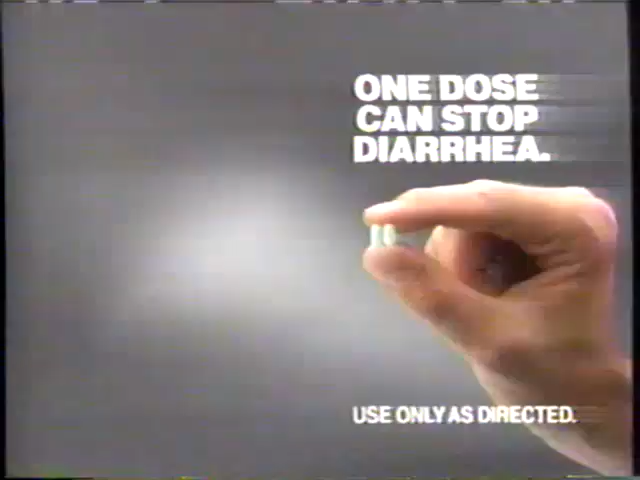 ONE DOSE
CAN STOP
DIARRHEA.
USE ONLY AS DIRECTED.